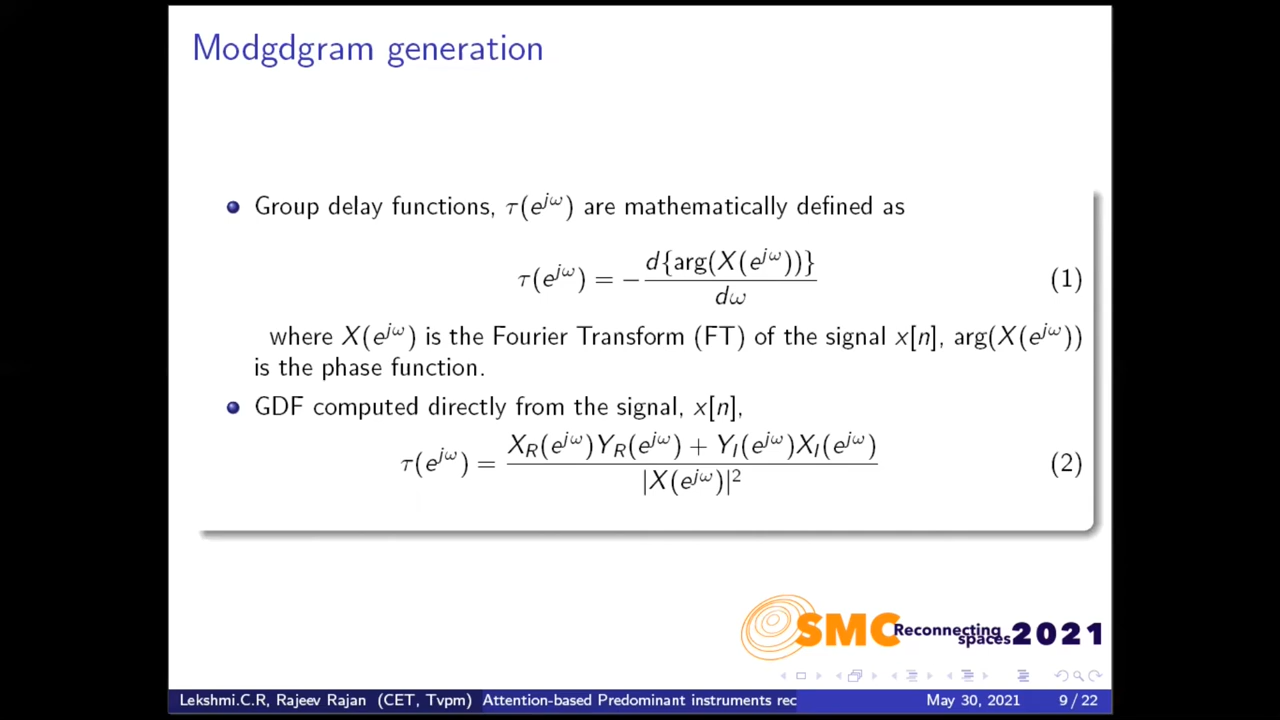 Modgdgram generation
Group delay functions, τ(e^{jω}) are mathematically defined as
τ(e^{jω}) = − d{arg(X(e^{jω}))} / dω (1)
where X(e^{jω}) is the Fourier Transform (FT) of the signal x[n], arg(X(e^{jω}))
is the phase function.
GDF computed directly from the signal, x[n],
τ(e^{jω}) = X_R(e^{jω})Y_R(e^{jω}) + Y_I(e^{jω})X_I(e^{jω}) / |X(e^{jω})|² (2)
SMC Reconnecting spaces 2021
Lekshmi.C.R, Rajeev Rajan (CET, Tvpm) Attention-based Predominant instruments rec May 30, 2021 9 / 22